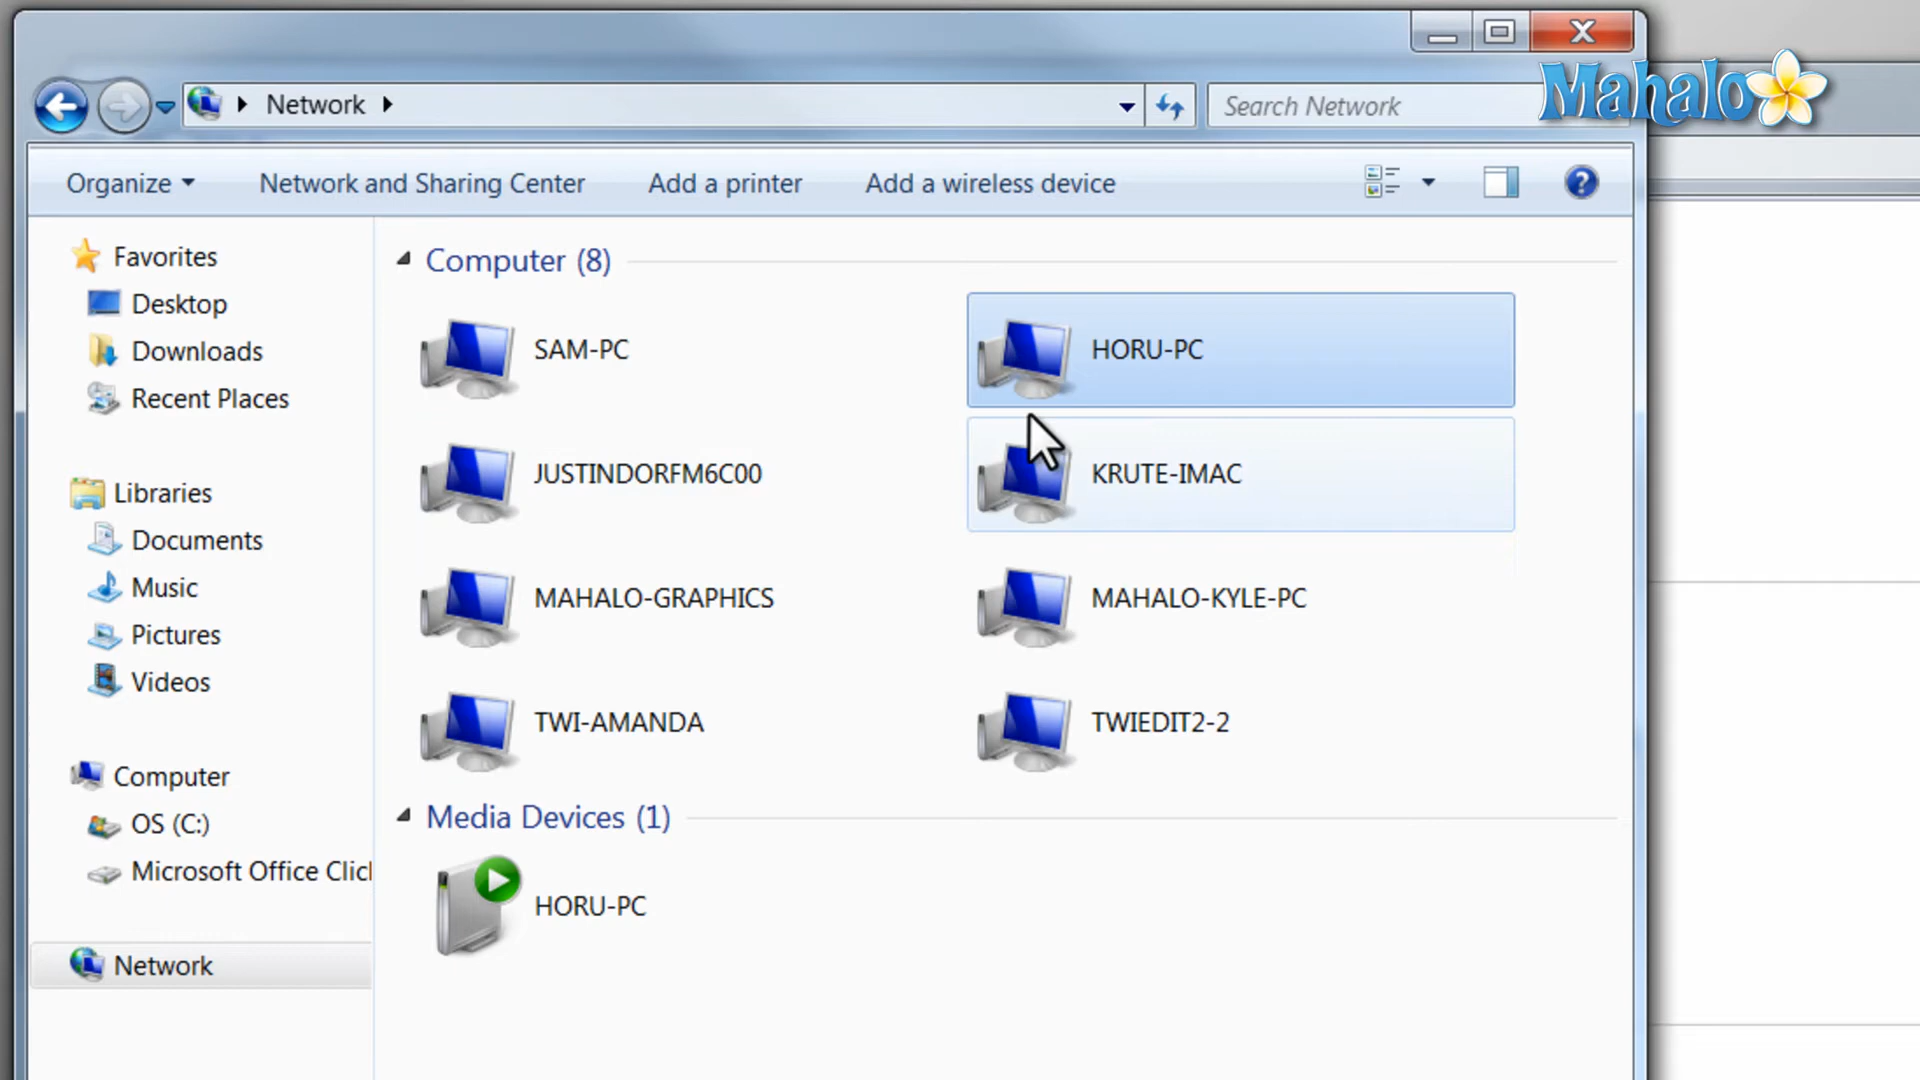 Mahalo
Network
Search Network
Organize
Network and Sharing Center
Add a printer
Add a wireless device
Favorites
Desktop
Downloads
Recent Places
Libraries
Documents
Music
Pictures
Videos
Computer
OS (C:)
Microsoft Office Clic
Network
Computer (8)
SAM-PC
HORU-PC
JUSTINDORFM6C00
KRUTE-IMAC
MAHALO-GRAPHICS
MAHALO-KYLE-PC
TWI-AMANDA
TWIEDIT2-2
Media Devices (1)
HORU-PC